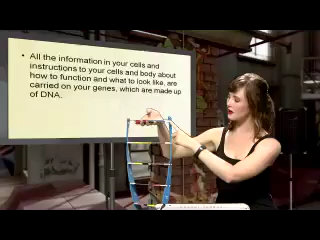 • All the information in your cells and
instructions to your cells and body about
how to function and what to look like, are
carried on your genes, which are made up
of DNA.